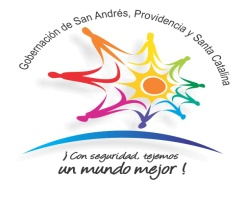 Gobernación de San Andrés, Providencia y Santa Catalina
¡ Con seguridad, tejemos
un mundo mejor !